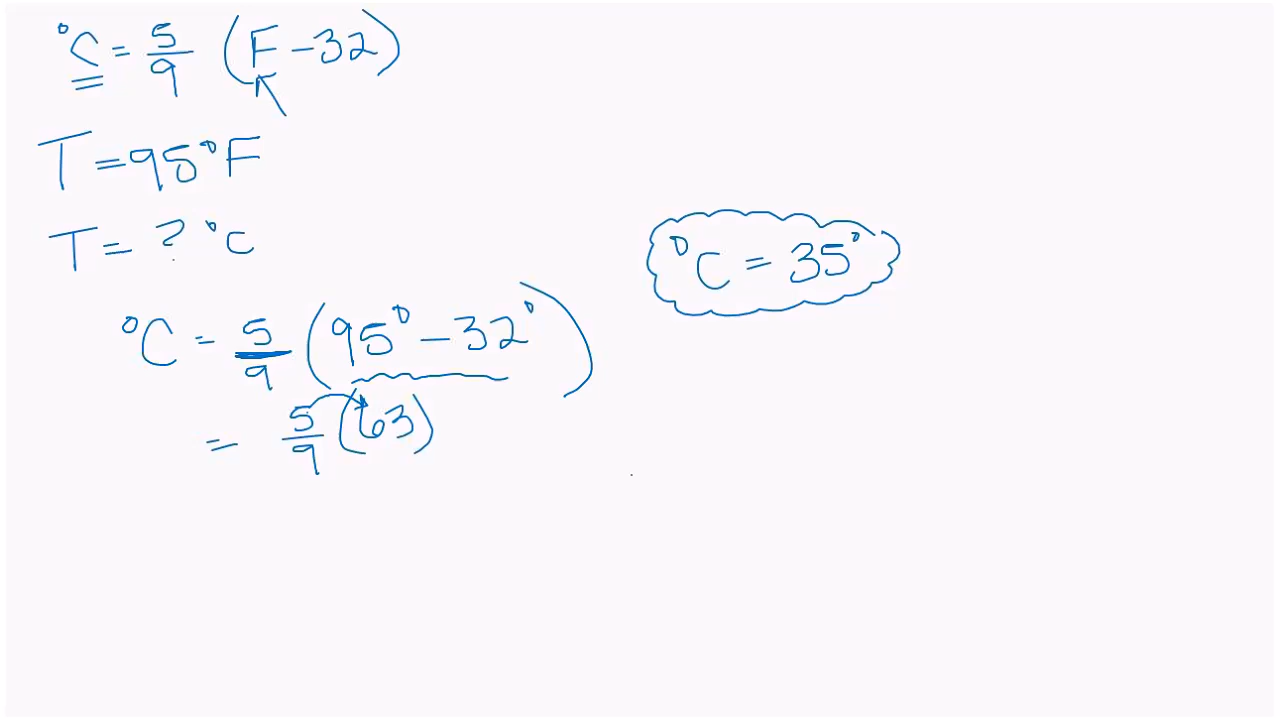 °C = 5/9 (F - 32)
T = 95°F
T = ? °C
°C = 5/9 (95° - 32°)
= 5/9 (63)
°C = 35°